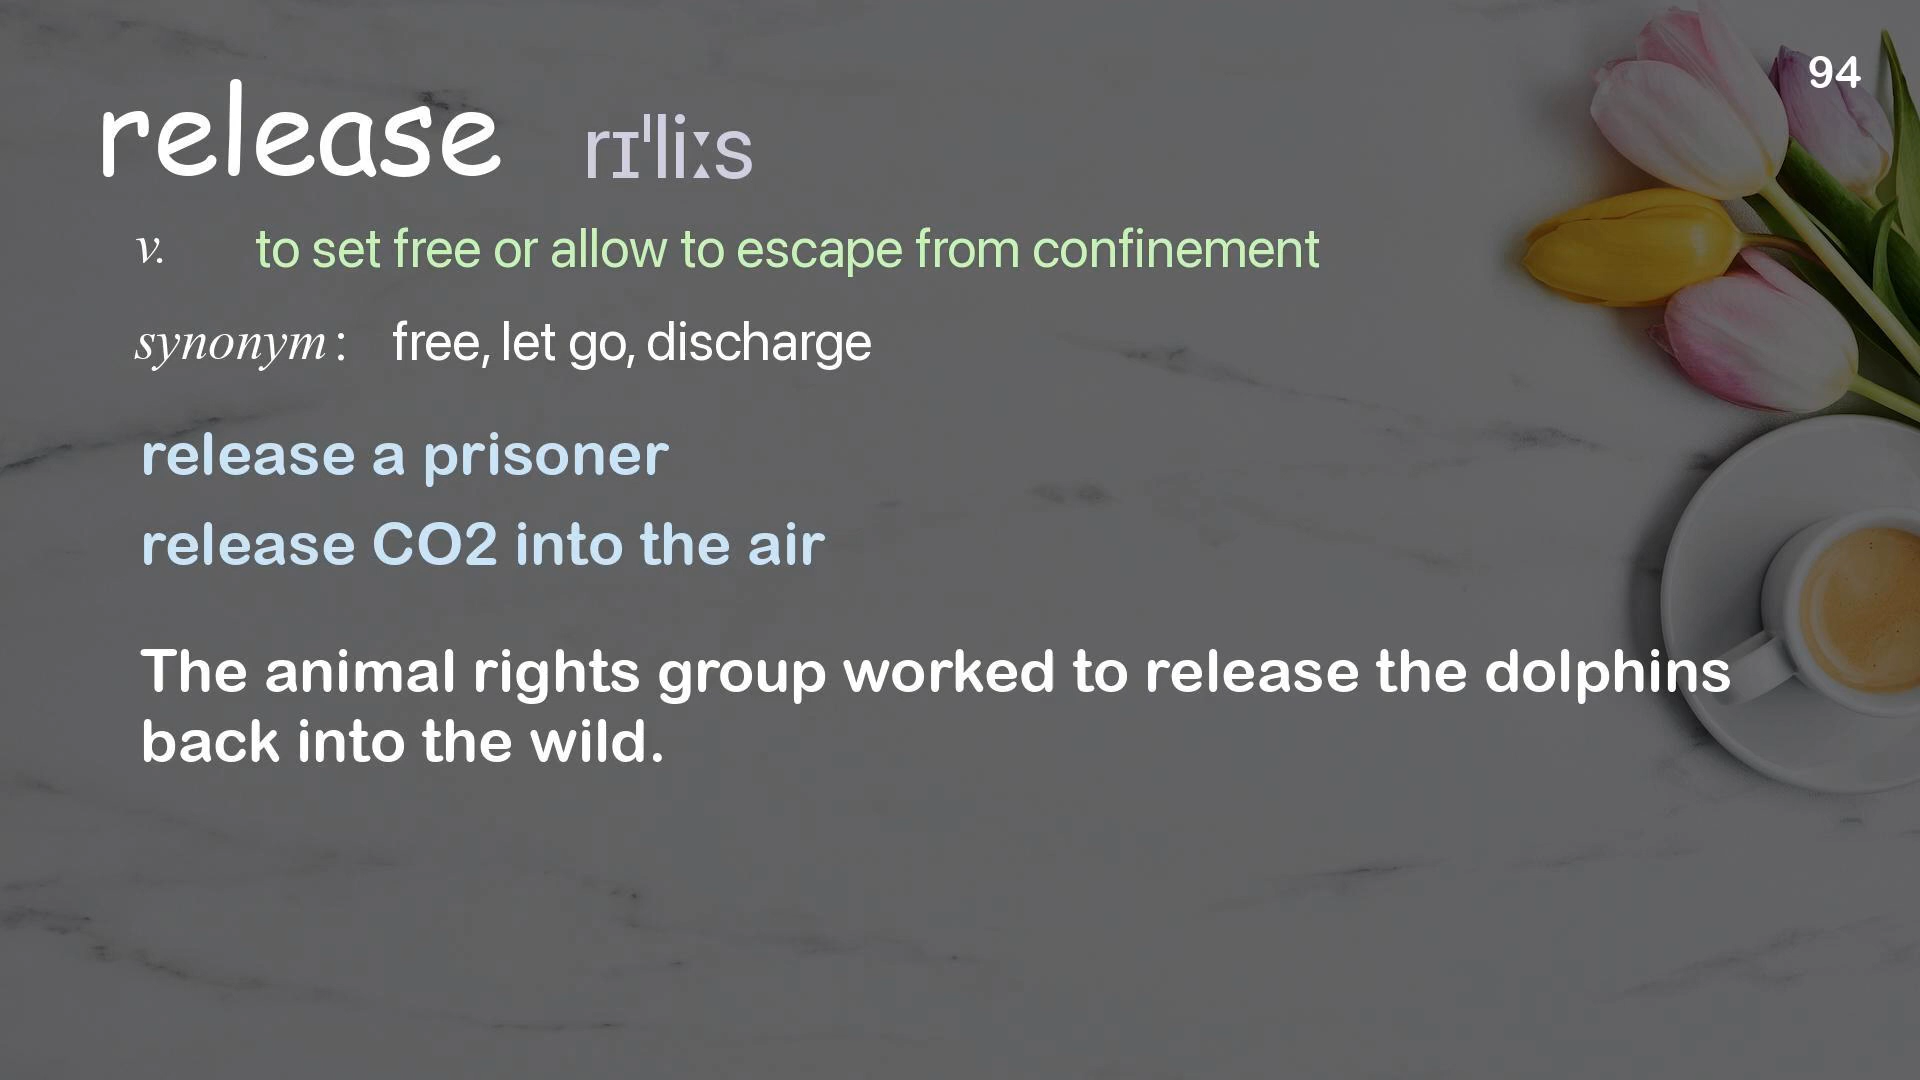 94
release rɪˈliːs
v. to set free or allow to escape from confinement
synonym : free, let go, discharge
release a prisoner
release CO2 into the air
The animal rights group worked to release the dolphins
back into the wild.